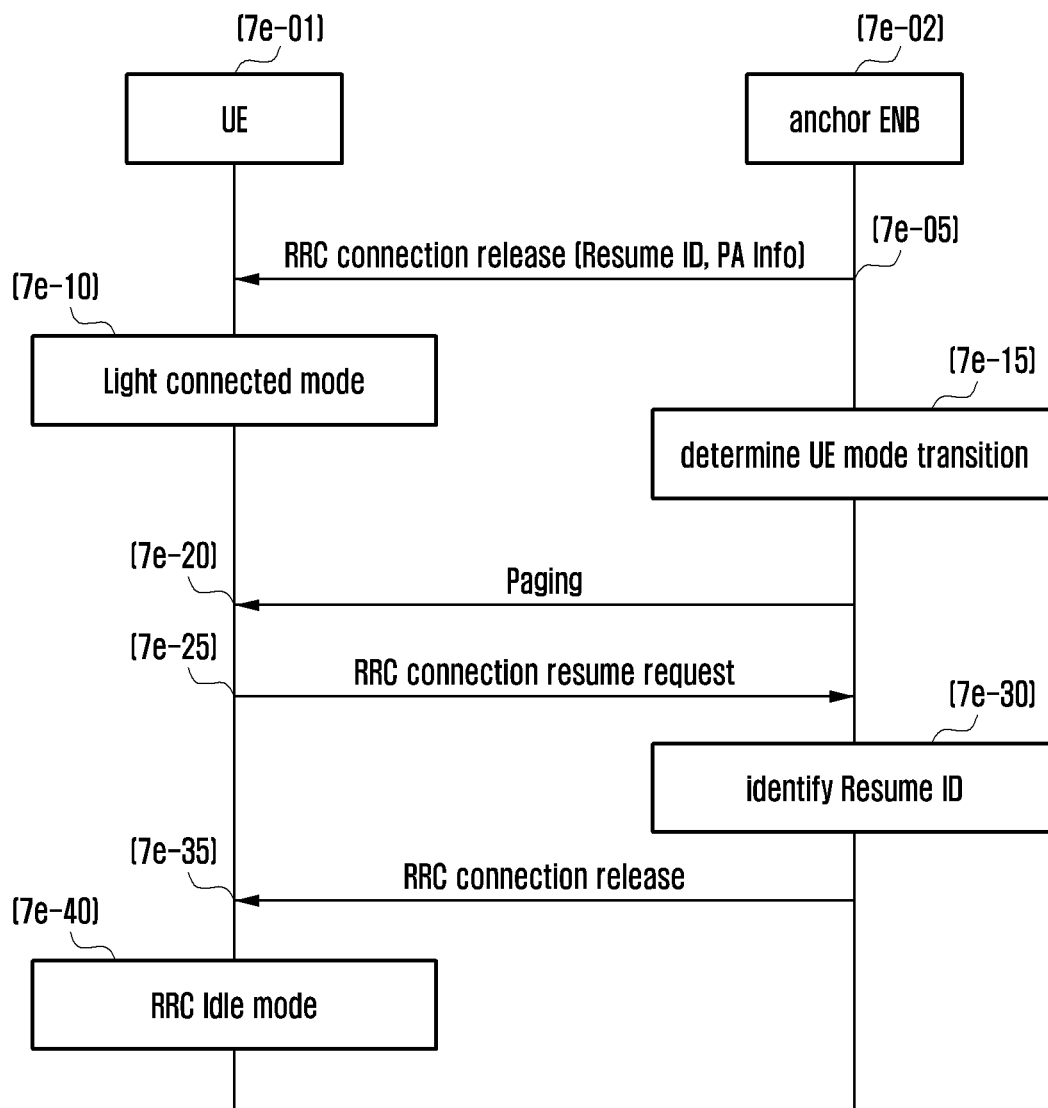 (7e-01)
(7e-02)
UE
anchor ENB
(7e-05)
RRC connection release (Resume ID, PA Info)
(7e-10)
Light connected mode
(7e-15)
determine UE mode transition
(7e-20)
Paging
(7e-25)
RRC connection resume request
(7e-30)
identify Resume ID
(7e-35)
RRC connection release
(7e-40)
RRC Idle mode